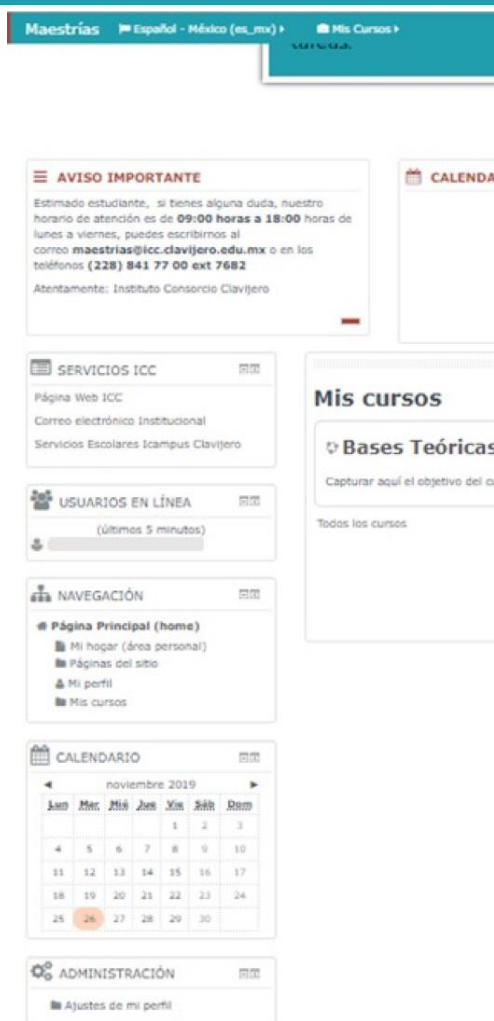 Maestrías Español - México (es_mx) Mis Cursos
AVISO IMPORTANTE
Estimado estudiante, si tienes alguna duda, nuestro
horario de atención es de 09:00 horas a 18:00 horas de
lunes a viernes, puedes escribirnos al
correo maestrias@icc.clavijero.edu.mx o en los
teléfonos (228) 841 77 00 ext 7682
Atentamente: Instituto Consorcio Clavijero
CALENDA
SERVICIOS ICC
Página Web ICC
Correo electrónico Institucional
Servicios Escolares Icampus Clavijero
USUARIOS EN LÍNEA
(últimos 5 minutos)
NAVEGACIÓN
Página Principal (home)
Mi hogar (área personal)
Páginas del sitio
Mi perfil
Mis cursos
CALENDARIO
noviembre 2019
Lun Mar Mié Jue Vie Sáb Dom
1 2 3
4 5 6 7 8 9 10
11 12 13 14 15 16 17
18 19 20 21 22 23 24
25 26 27 28 29 30
ADMINISTRACIÓN
Ajustes de mi perfil
Mis cursos
Bases Teóricas
Capturar aquí el objetivo del cu
Todos los cursos